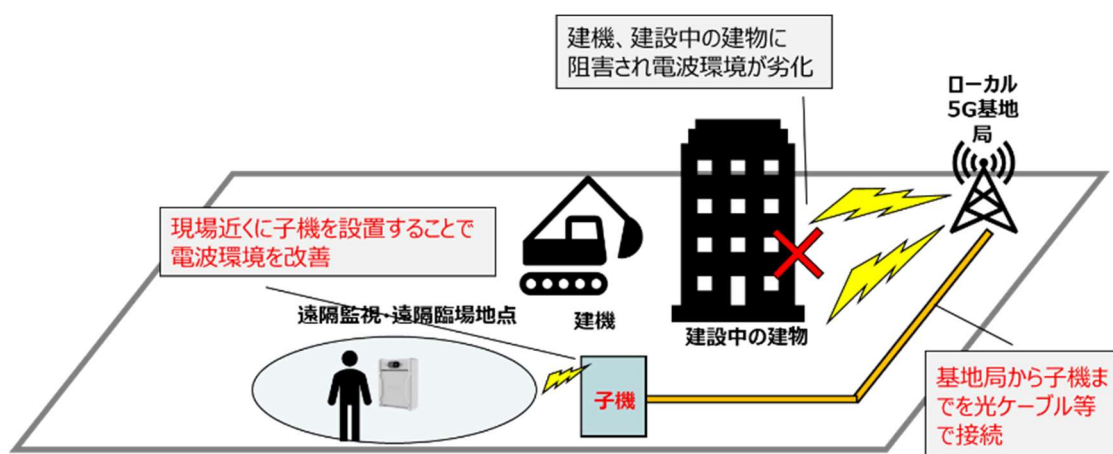 建機、建設中の建物に
阻害され電波環境が劣化
ローカル
5G基地
局
現場近くに子機を設置することで
電波環境を改善
遠隔監視・遠隔臨場地点
建機
建設中の建物
子機
基地局から子機ま
でを光ケーブル等
で接続